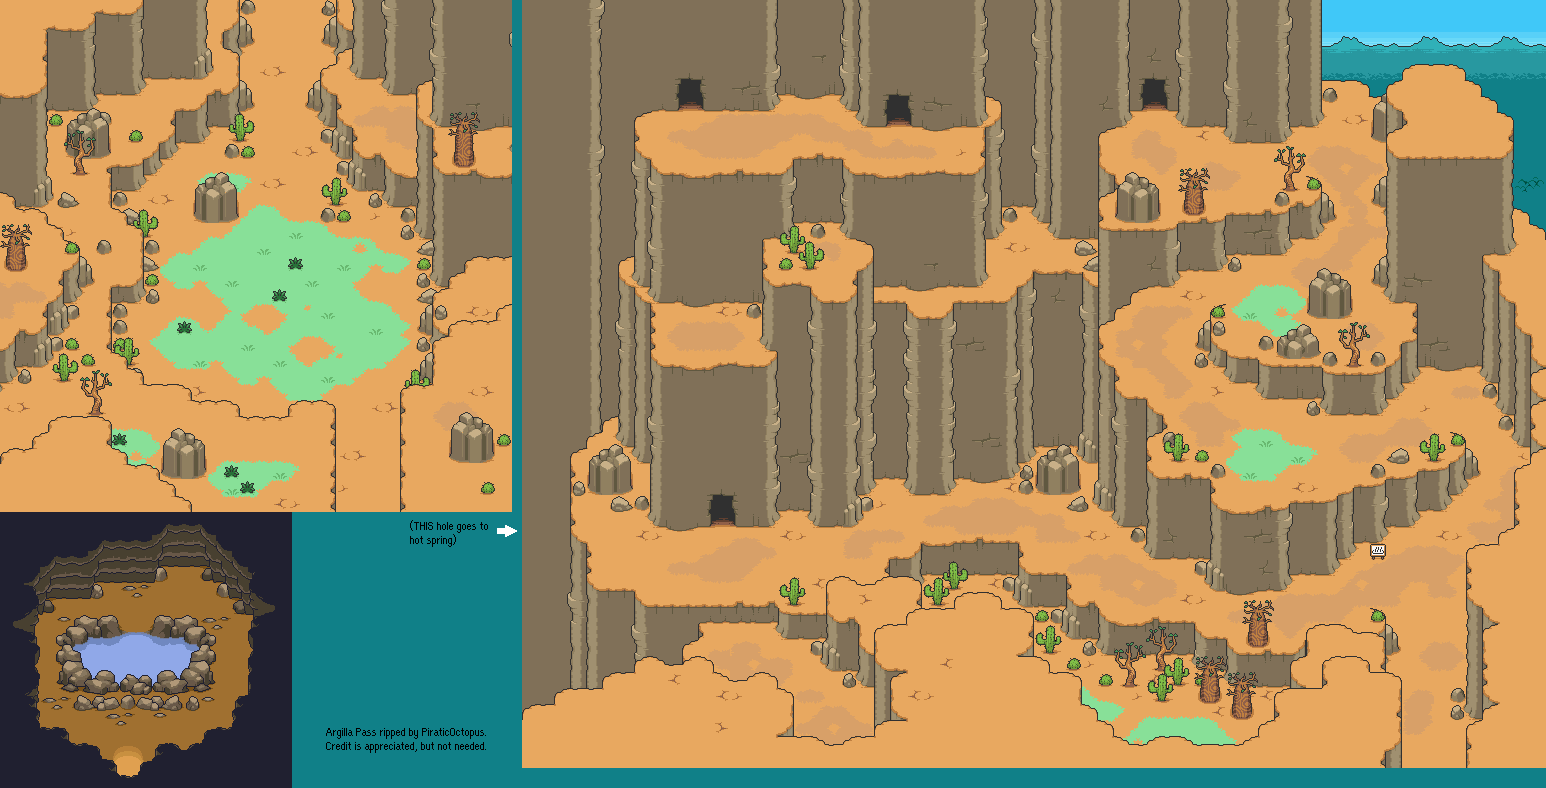 (THIS hole goes to
hot spring)
Argilla Pass ripped by PiraticOctopus.
Credit is appreciated, but not needed.